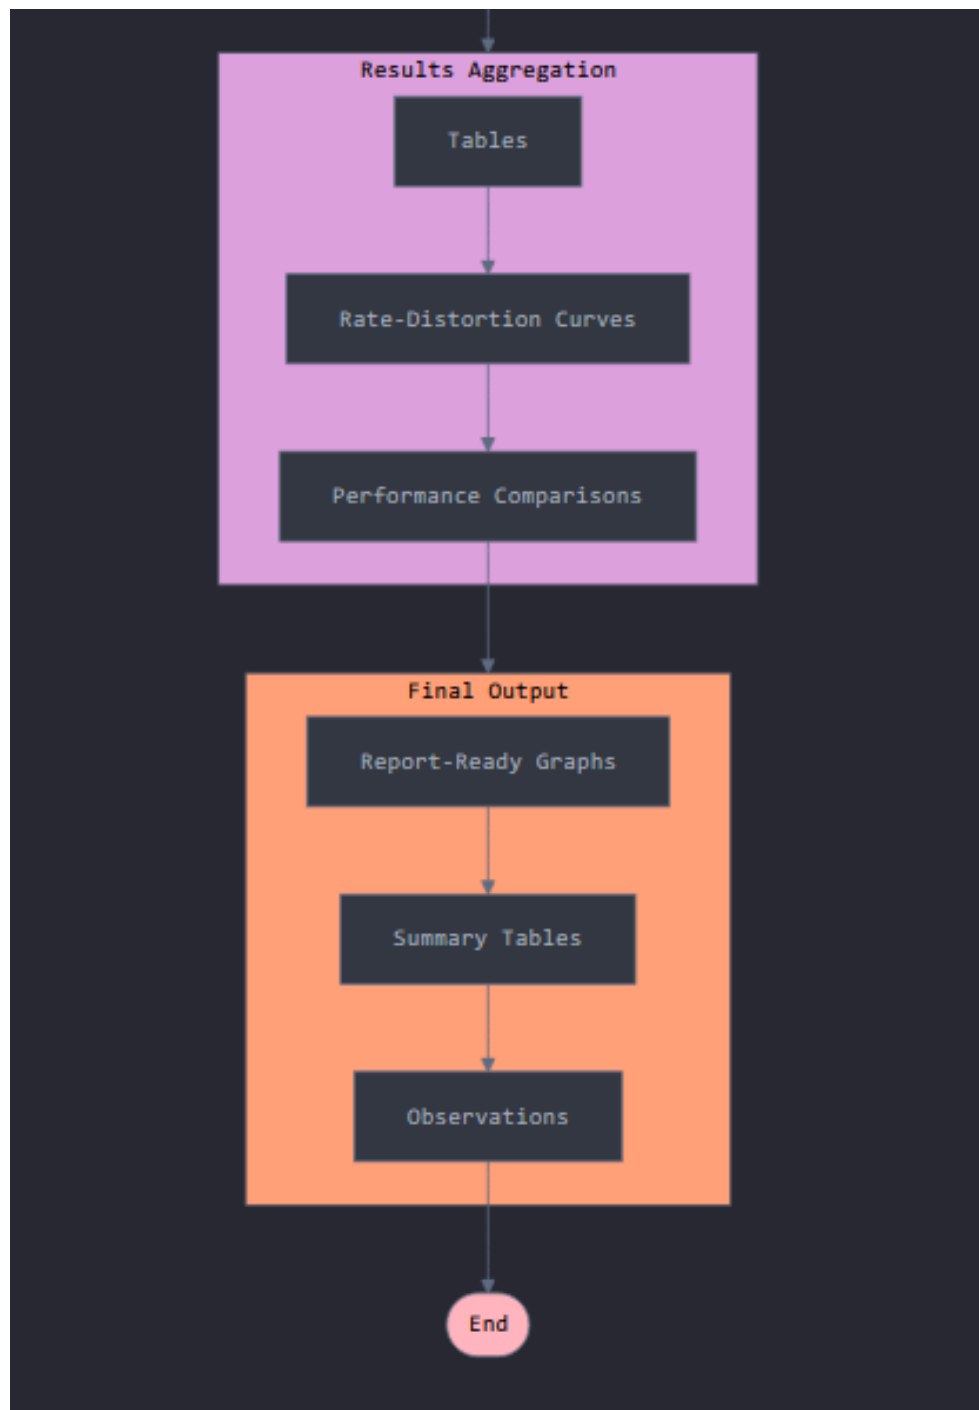 Results Aggregation
Tables
Rate-Distortion Curves
Performance Comparisons
Final Output
Report-Ready Graphs
Summary Tables
Observations
End